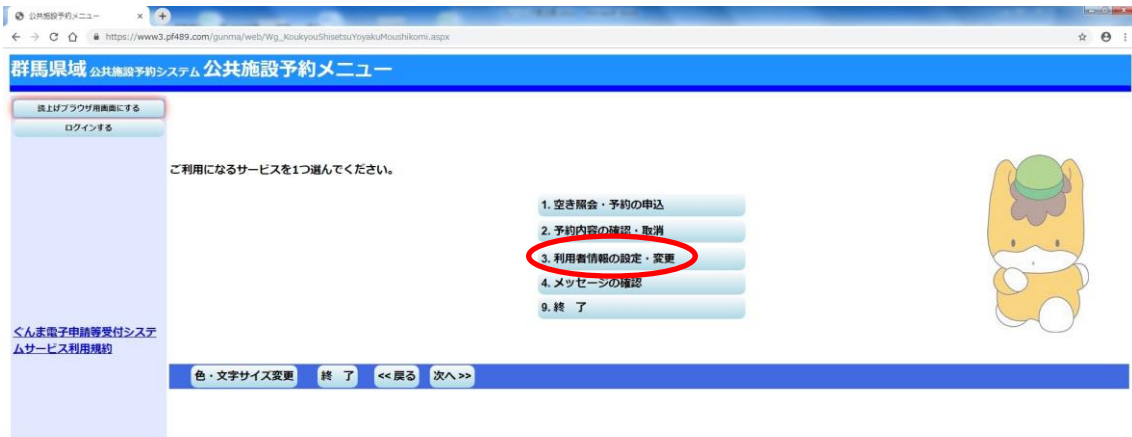 公共施設予約メニュー
https://www3.pf489.com/gunma/web/Wg_KoukyouShisetsuYoyakuMoushikomi.aspx
群馬県域 公共施設予約システム 公共施設予約メニュー
読上げブラウザ用画面にする
ログインする
ご利用になるサービスを1つ選んでください。
1. 空き照会・予約の申込
2. 予約内容の確認・取消
3. 利用者情報の設定・変更
4. メッセージの確認
9. 終 了
ぐんま電子申請等受付システ
ムサービス利用規約
色・文字サイズ変更 終 了 <<戻る 次へ>>